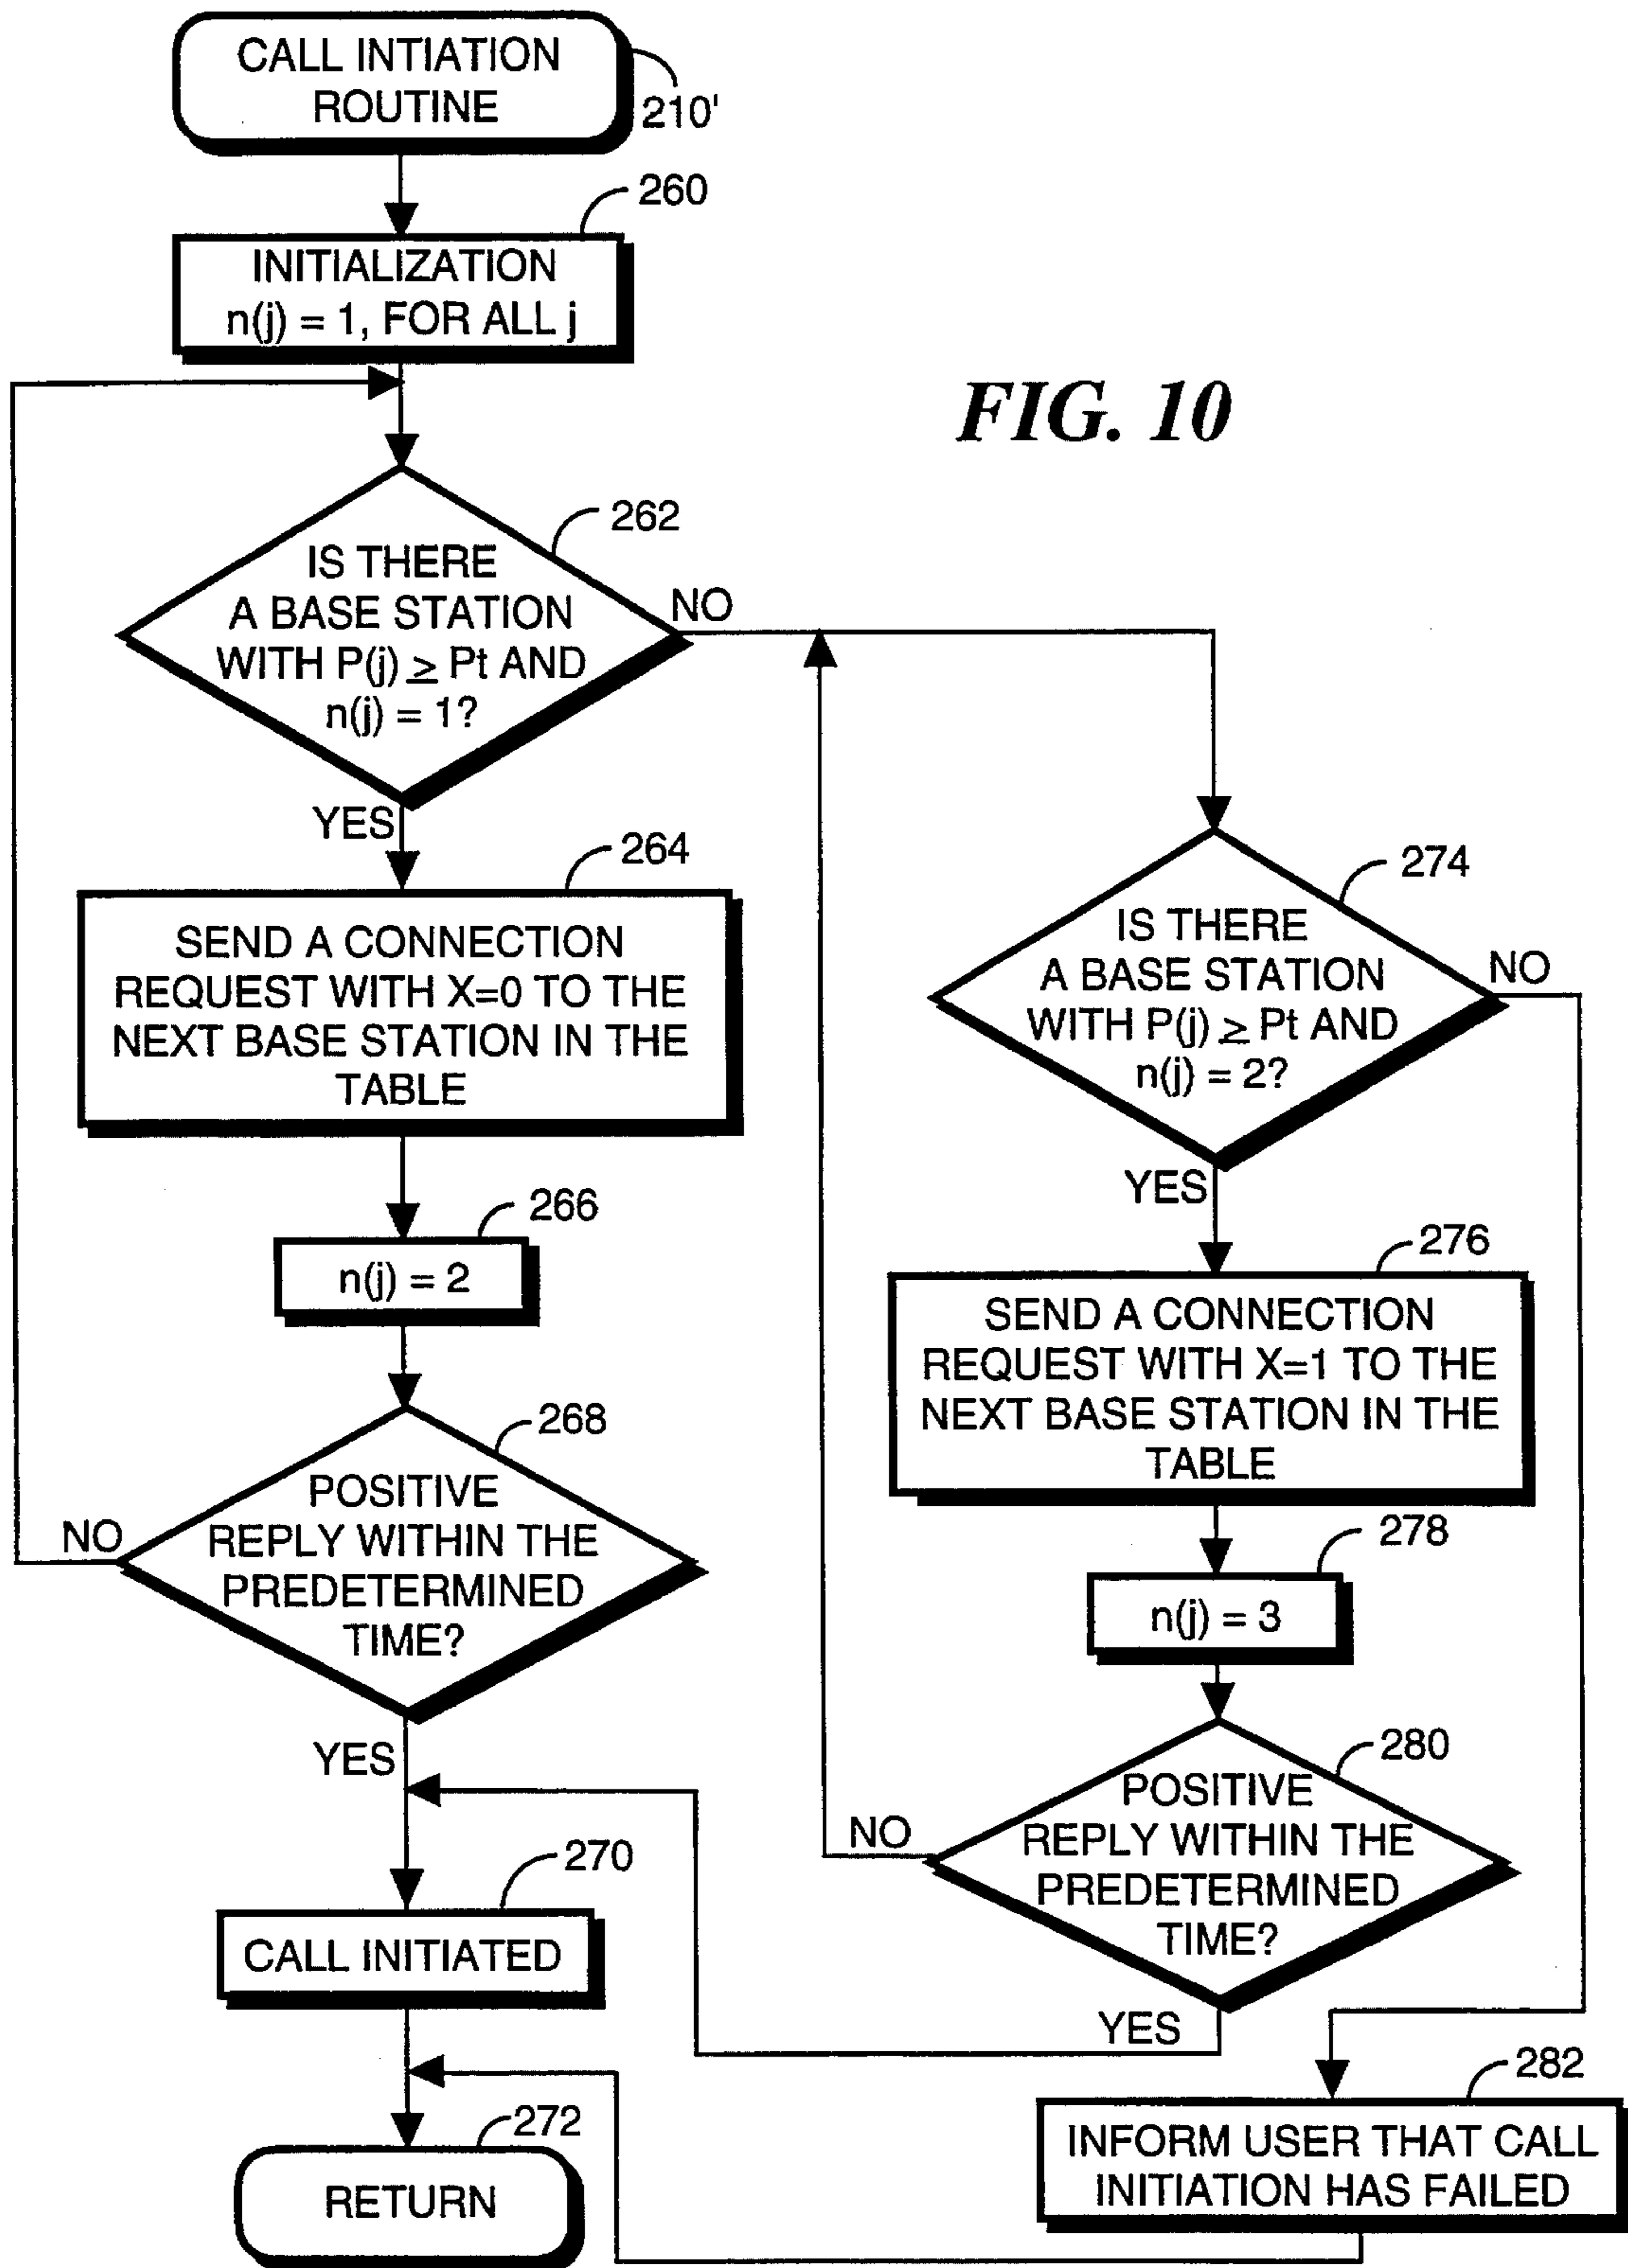 CALL INTIATION
ROUTINE
210'
260
INITIALIZATION
n(j) = 1, FOR ALL j
FIG. 10
262
IS THERE
A BASE STATION
WITH P(j) ≥ Pt AND
n(j) = 1?
NO
YES
264
SEND A CONNECTION
REQUEST WITH X=0 TO THE
NEXT BASE STATION IN THE
TABLE
266
n(j) = 2
268
POSITIVE
REPLY WITHIN THE
PREDETERMINED
TIME?
NO
YES
270
CALL INITIATED
272
RETURN
274
IS THERE
A BASE STATION
WITH P(j) ≥ Pt AND
n(j) = 2?
NO
YES
276
SEND A CONNECTION
REQUEST WITH X=1 TO THE
NEXT BASE STATION IN THE
TABLE
278
n(j) = 3
280
POSITIVE
REPLY WITHIN THE
PREDETERMINED
TIME?
NO
YES
282
INFORM USER THAT CALL
INITIATION HAS FAILED